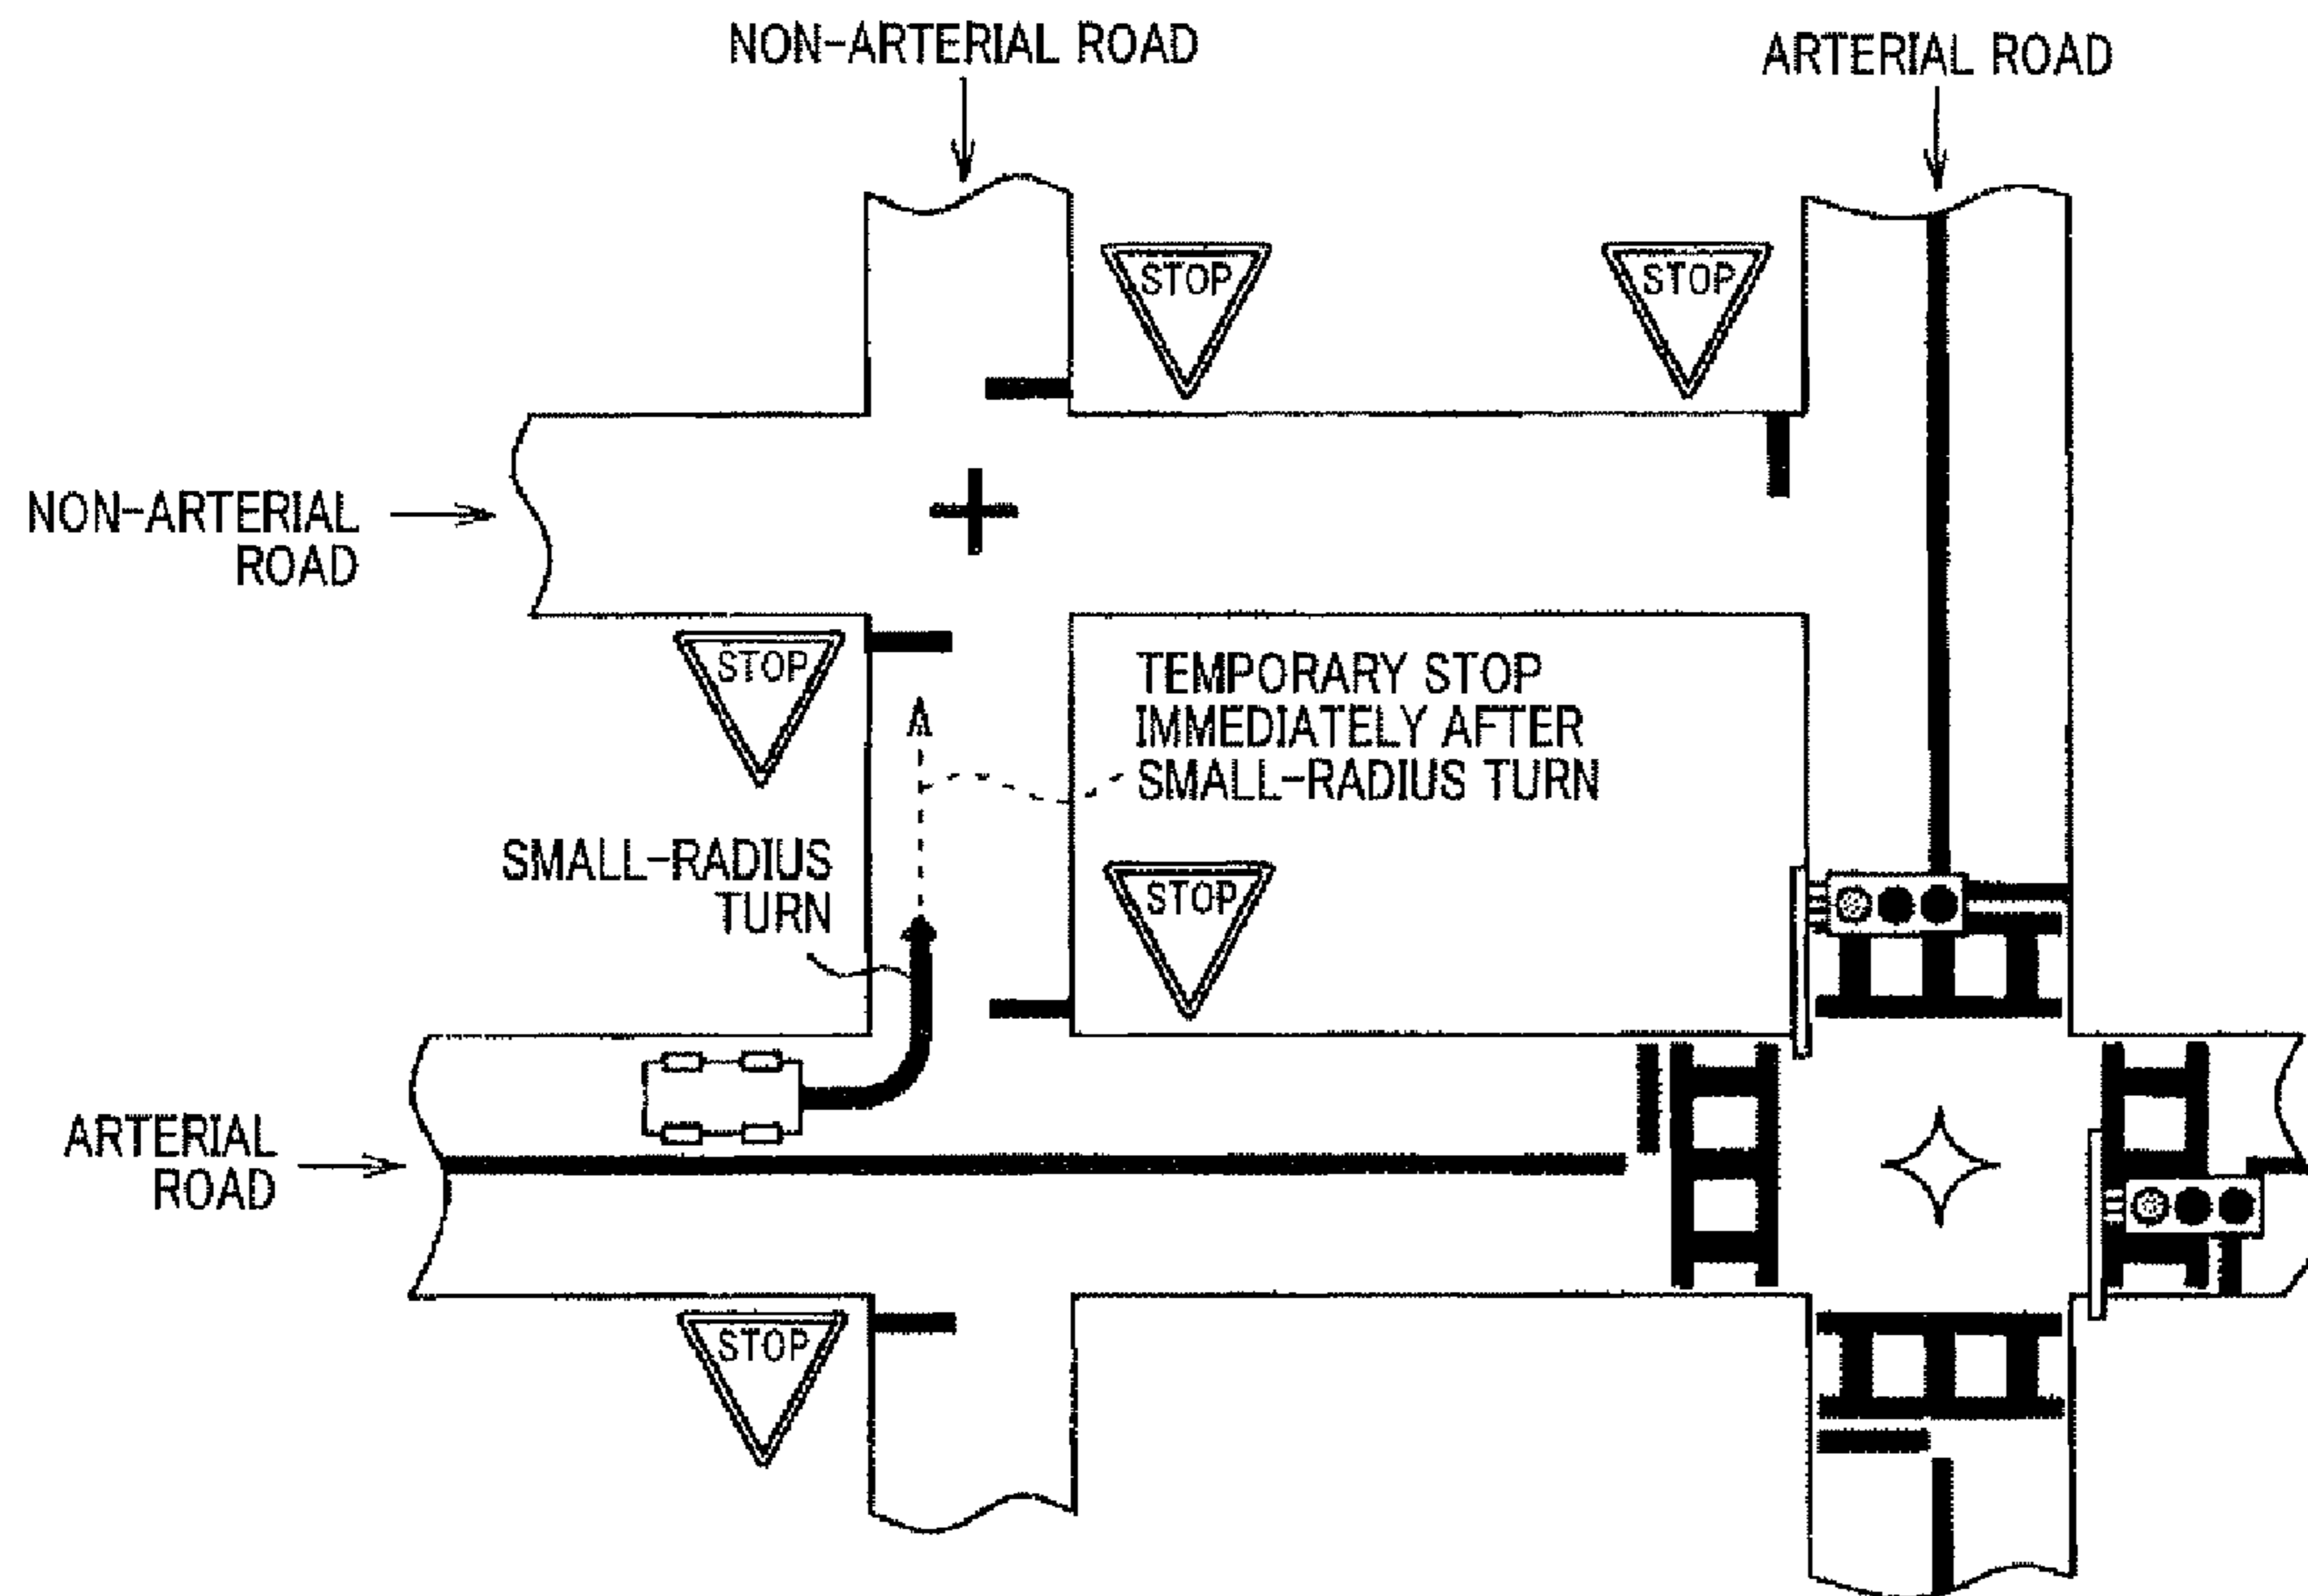 NON-ARTERIAL ROAD
ARTERIAL ROAD
STOP
STOP
NON-ARTERIAL
ROAD
STOP
TEMPORARY STOP
IMMEDIATELY AFTER
SMALL-RADIUS TURN
SMALL-RADIUS
TURN
STOP
ARTERIAL
ROAD
STOP